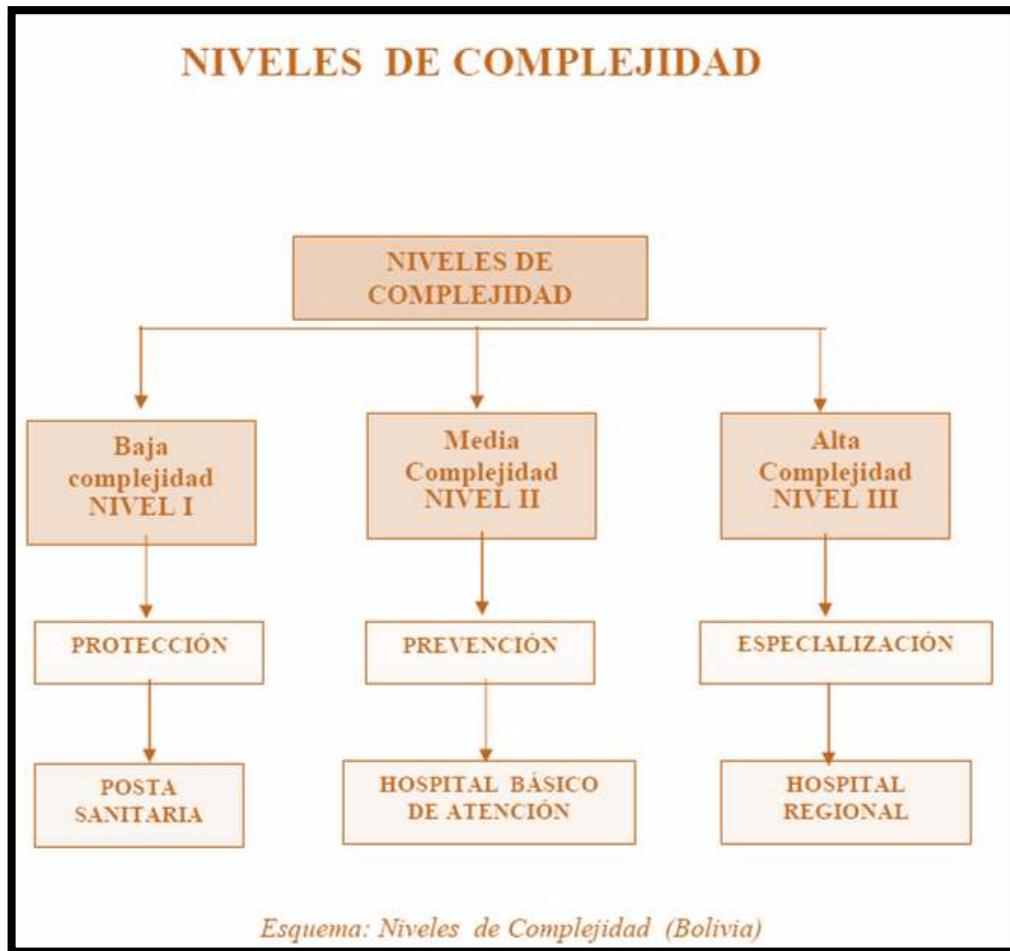 NIVELES DE COMPLEJIDAD
NIVELES DE
COMPLEJIDAD
Baja
complejidad
NIVEL I
Media
Complejidad
NIVEL II
Alta
Complejidad
NIVEL III
PROTECCIÓN
PREVENCIÓN
ESPECIALIZACIÓN
POSTA
SANITARIA
HOSPITAL BÁSICO
DE ATENCIÓN
HOSPITAL
REGIONAL
Esquema: Niveles de Complejidad (Bolivia)